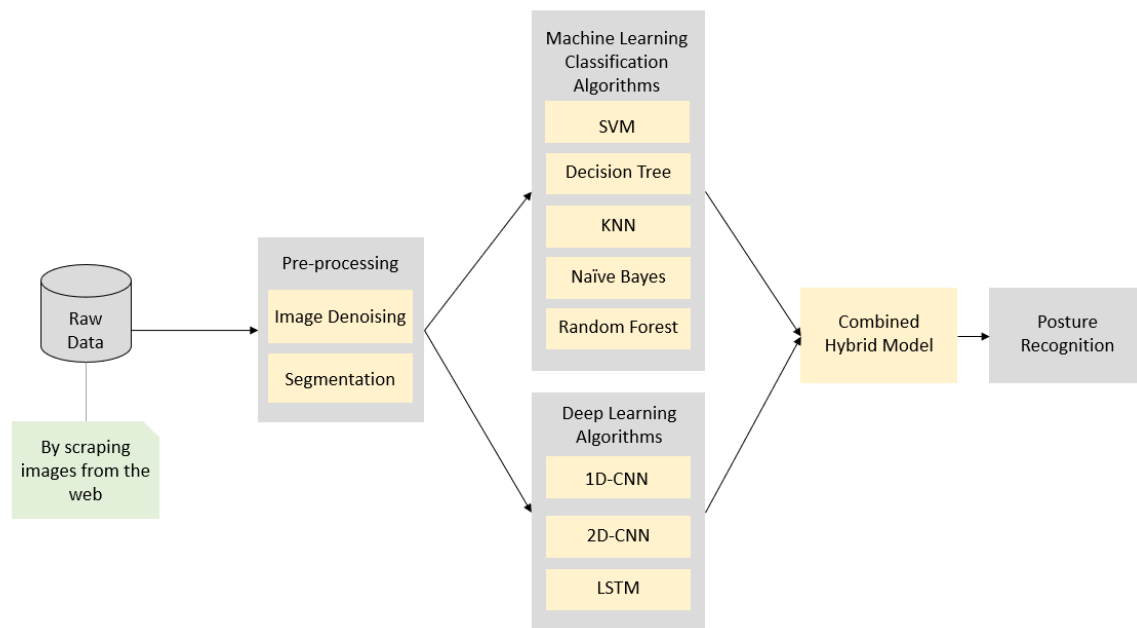 Raw
Data
By scraping
images from the
web
Pre-processing
Image Denoising
Segmentation
Machine Learning
Classification
Algorithms
SVM
Decision Tree
KNN
Naïve Bayes
Random Forest
Deep Learning
Algorithms
1D-CNN
2D-CNN
LSTM
Combined
Hybrid Model
Posture
Recognition